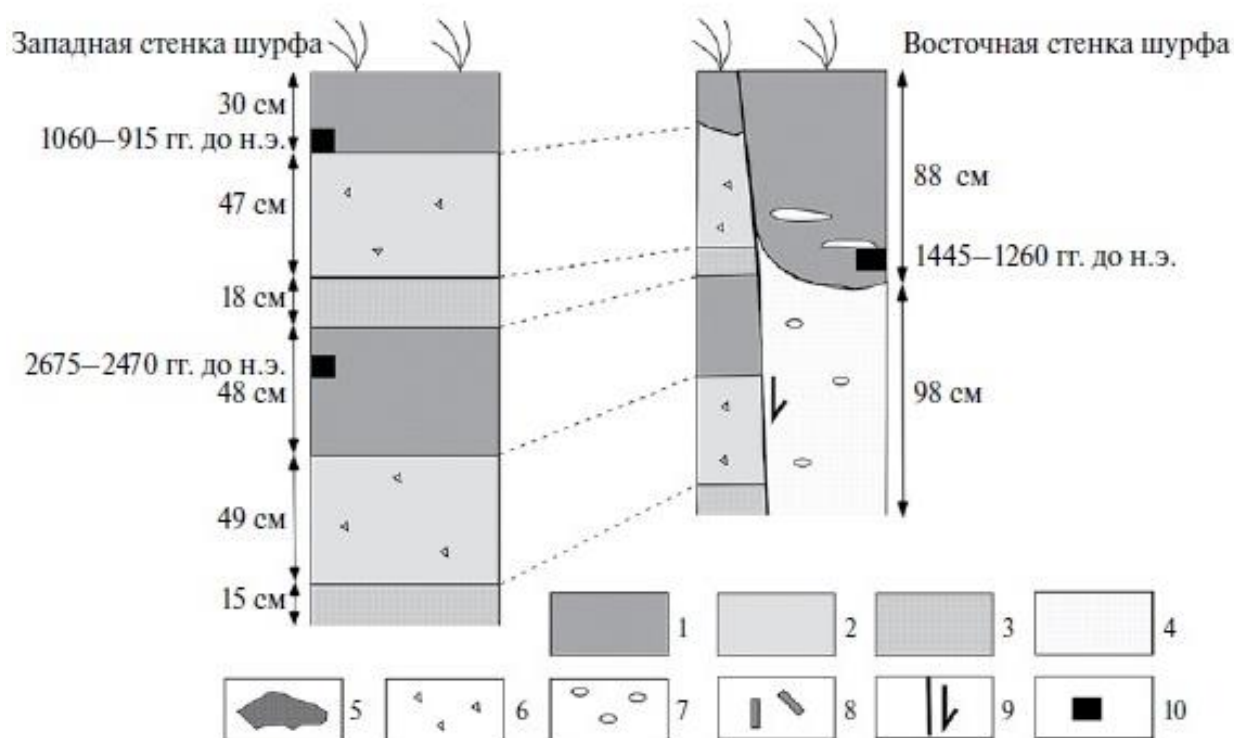 Западная стенка шурфа
30 см
1060–915 гг. до н.э.
47 см
18 см
2675–2470 гг. до н.э.
48 см
49 см
15 см
Восточная стенка шурфа
88 см
1445–1260 гг. до н.э.
98 см
1
2
3
4
5
6
7
8
9
10